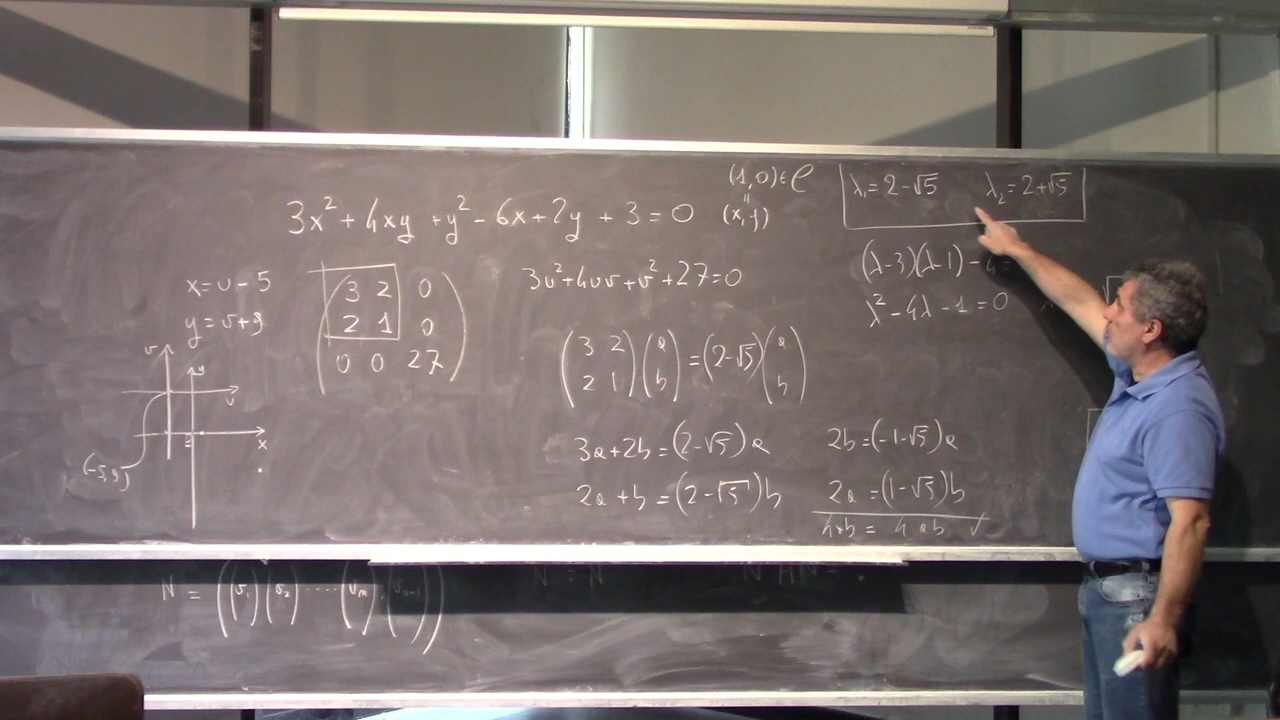 (1,0) ∈ C
(x,y)
λ₁ = 2-√5 λ₂ = 2+√5
3x² + 4xy + y² - 6x + 2y + 3 = 0
(λ-3)(λ-1) - 4 =
λ² - 4λ - 1 = 0
x = u - 5
y = v + 9
3 2 0
2 1 0
0 0 27
3u² + 4uv + v² + 27 = 0
(3 2) (a) = (2-√5) (a)
(2 1) (b) (b)
3a + 2b = (2-√5) a
2a + b = (2-√5) b
2b = (-1-√5) a
2a = (1-√5) b
4ab = 4ab ✓
v
y
u
x
(-5,9)
N = ((v₁) (v₂) ..... (vₙ)